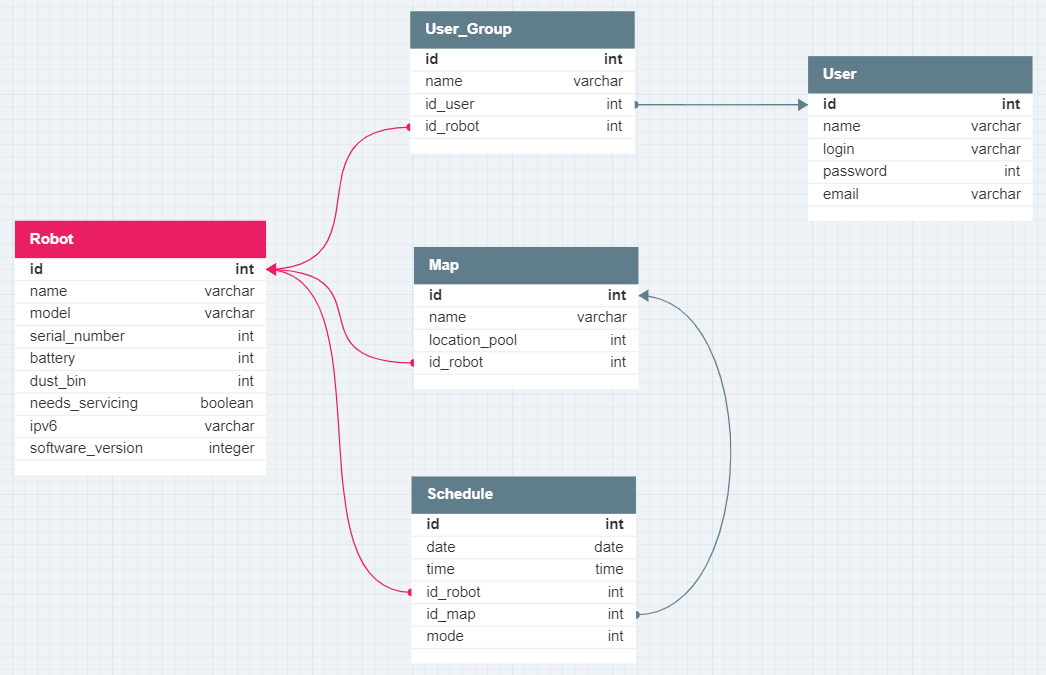 User_Group
id int
name varchar
id_user int
id_robot int
User
id int
name varchar
login varchar
password int
email varchar
Robot
id int
name varchar
model varchar
serial_number int
battery int
dust_bin int
needs_servicing boolean
ipv6 varchar
software_version integer
Map
id int
name varchar
location_pool int
id_robot int
Schedule
id int
date date
time time
id_robot int
id_map int
mode int